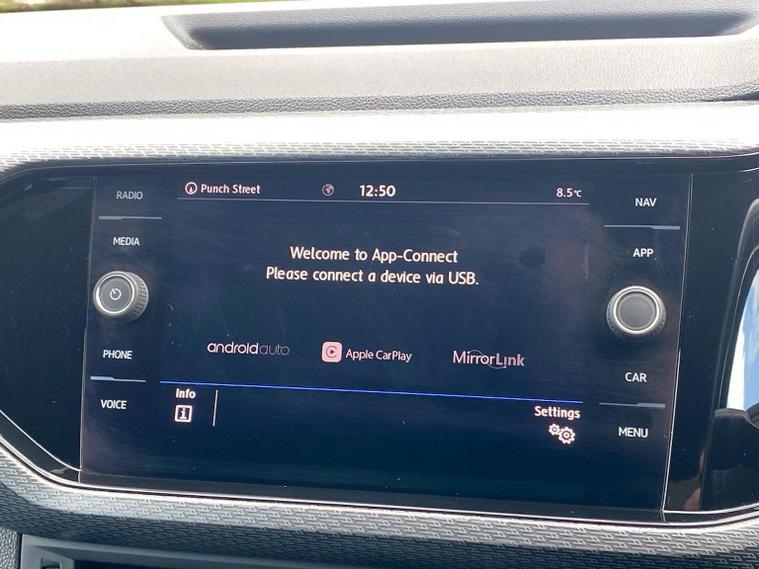 RADIO
MEDIA
PHONE
VOICE
Punch Street
12:50
8.5°C
Welcome to App-Connect
Please connect a device via USB.
androidauto
Apple CarPlay
MirrorLink
Info
i
Settings
NAV
APP
CAR
MENU